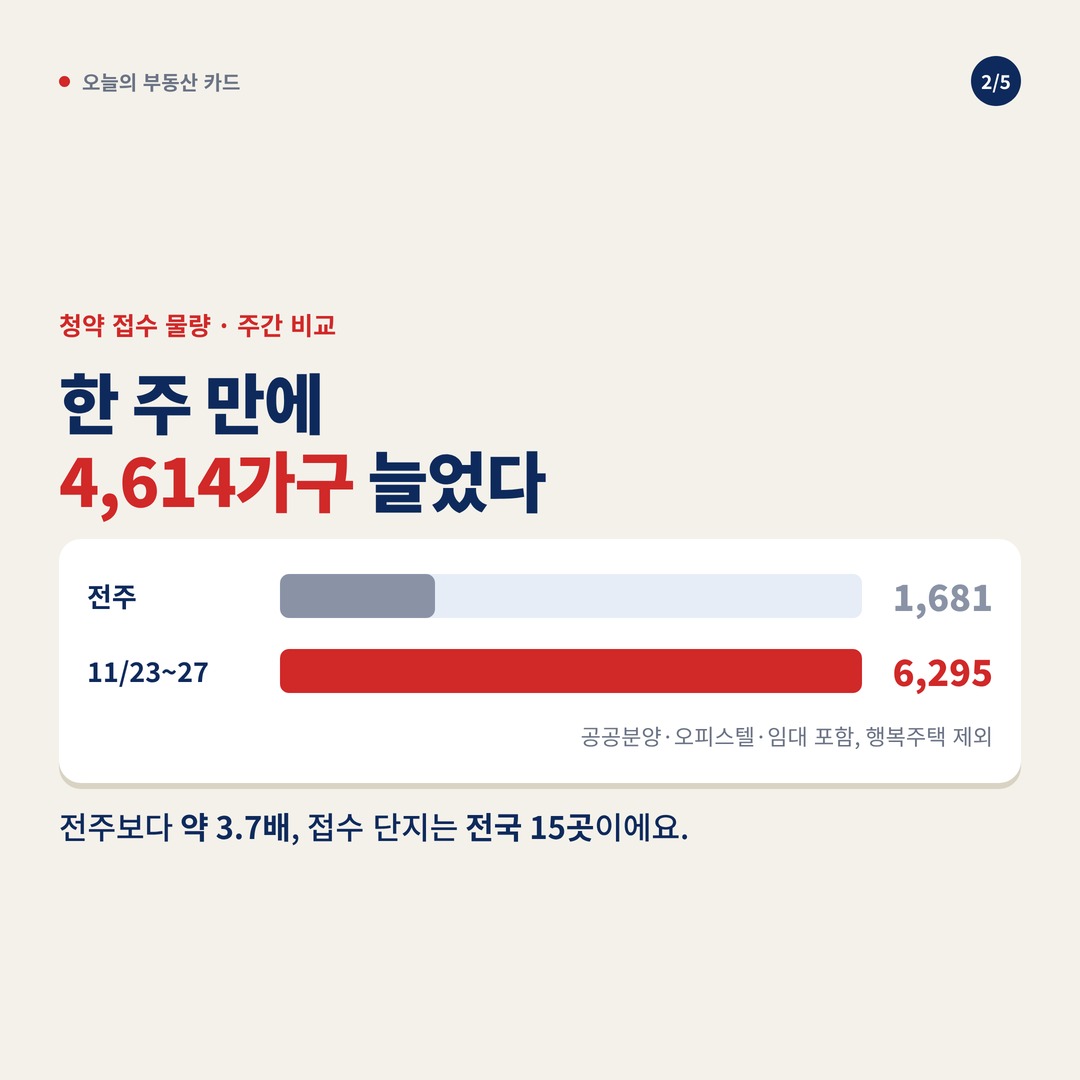 오늘의 부동산 카드
2/5
청약 접수 물량 · 주간 비교
한 주 만에
4,614가구 늘었다
전주 1,681
11/23~27 6,295
공공분양·오피스텔·임대 포함, 행복주택 제외
전주보다 약 3.7배, 접수 단지는 전국 15곳이에요.